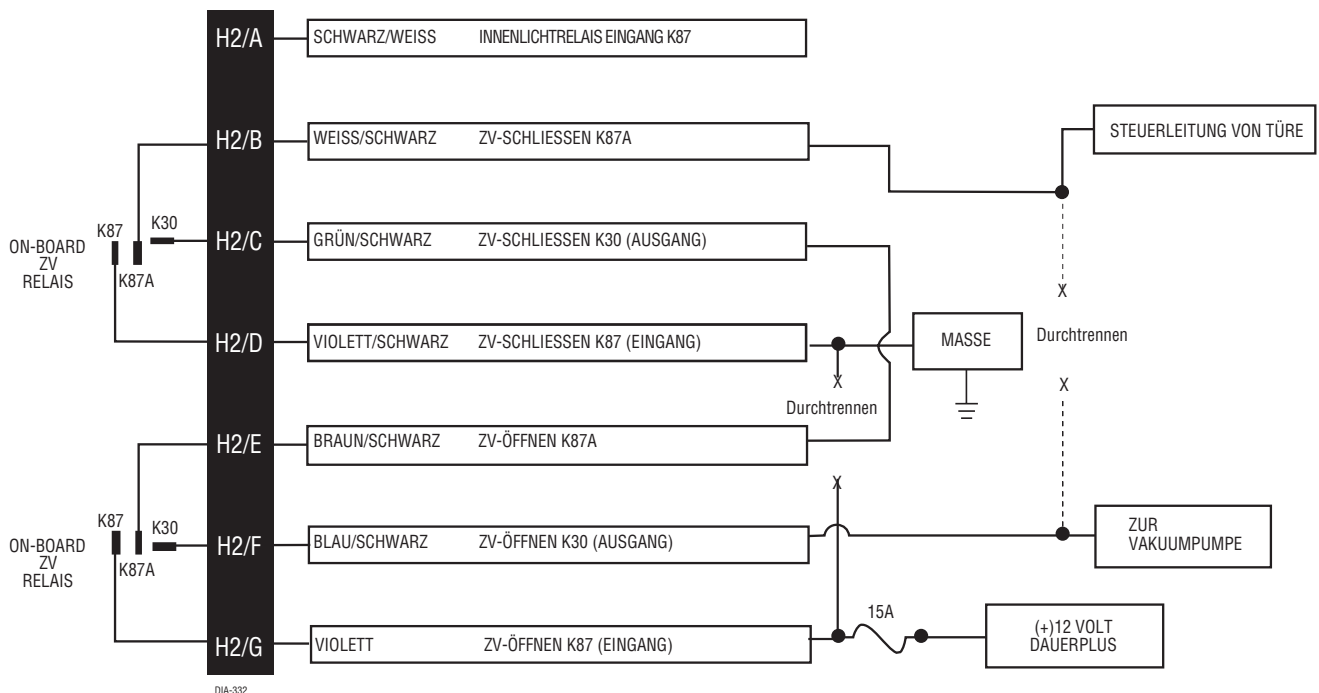 H2/A SCHWARZ/WEISS INNENLICHTRELAIS EINGANG K87
STEUERLEITUNG VON TÜRE
H2/B WEISS/SCHWARZ ZV-SCHLIESSEN K87A
K87 K30
H2/C GRÜN/SCHWARZ ZV-SCHLIESSEN K30 (AUSGANG)
ON-BOARD
ZV
RELAIS
K87A
X
H2/D VIOLETT/SCHWARZ ZV-SCHLIESSEN K87 (EINGANG)
MASSE
Durchtrennen
X
X
Durchtrennen
H2/E BRAUN/SCHWARZ ZV-ÖFFNEN K87A
X
K87 K30
ON-BOARD
ZV
RELAIS
K87A
H2/F BLAU/SCHWARZ ZV-ÖFFNEN K30 (AUSGANG)
ZUR
VAKUUMPUMPE
15A
H2/G VIOLETT ZV-ÖFFNEN K87 (EINGANG)
(+)12 VOLT
DAUERPLUS
DIA-332